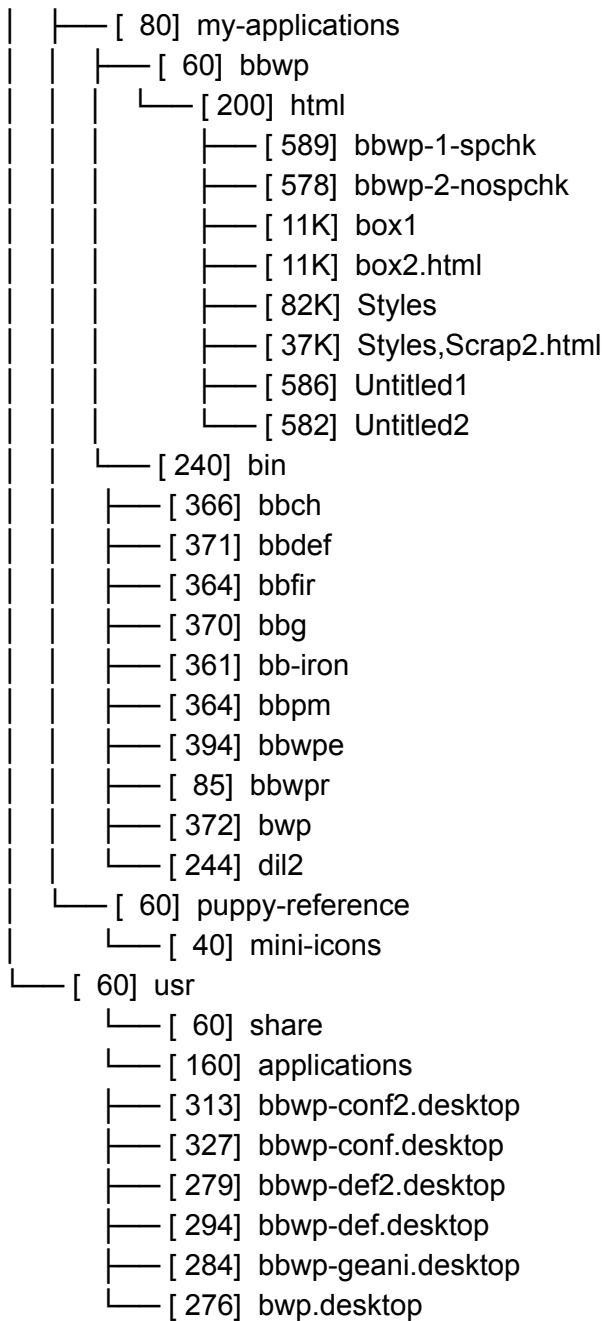 │ ├── [ 80] my-applications
│ │ ├── [ 60] bbwp
│ │ │ └── [ 200] html
│ │ │ ├── [ 589] bbwp-1-spchk
│ │ │ ├── [ 578] bbwp-2-nospchk
│ │ │ ├── [ 11K] box1
│ │ │ ├── [ 11K] box2.html
│ │ │ ├── [ 82K] Styles
│ │ │ ├── [ 37K] Styles,Scrap2.html
│ │ │ ├── [ 586] Untitled1
│ │ │ └── [ 582] Untitled2
│ │ └── [ 240] bin
│ │ ├── [ 366] bbch
│ │ ├── [ 371] bbdef
│ │ ├── [ 364] bbfir
│ │ ├── [ 370] bbg
│ │ ├── [ 361] bb-iron
│ │ ├── [ 364] bbpm
│ │ ├── [ 394] bbwpe
│ │ ├── [ 85] bbwpr
│ │ ├── [ 372] bwp
│ │ └── [ 244] dil2
│ └── [ 60] puppy-reference
│ └── [ 40] mini-icons
└── [ 60] usr
└── [ 60] share
└── [ 160] applications
├── [ 313] bbwp-conf2.desktop
├── [ 327] bbwp-conf.desktop
├── [ 279] bbwp-def2.desktop
├── [ 294] bbwp-def.desktop
├── [ 284] bbwp-geani.desktop
└── [ 276] bwp.desktop